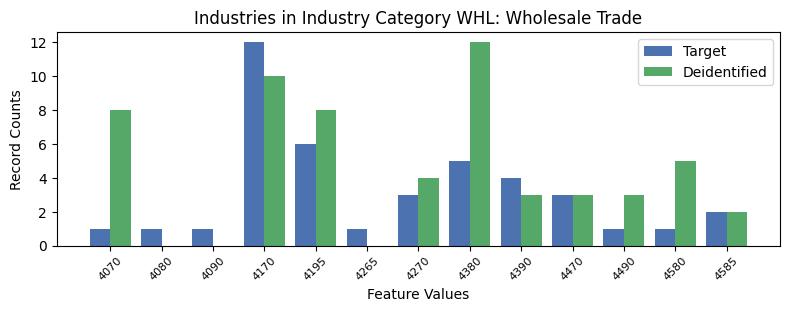 Industries in Industry Category WHL: Wholesale Trade
Target
Deidentified
Record Counts
12
10
8
6
4
2
0
4070 4080 4090 4170 4195 4265 4270 4380 4390 4470 4490 4580 4585
Feature Values